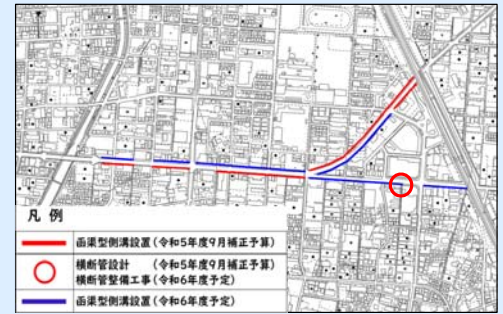 凡 例
函渠型側溝設置(令和5年度9月補正予算)
横断管設計 (令和5年度9月補正予算)
横断管整備工事(令和6年度予定)
函渠型側溝設置(令和6年度予定)